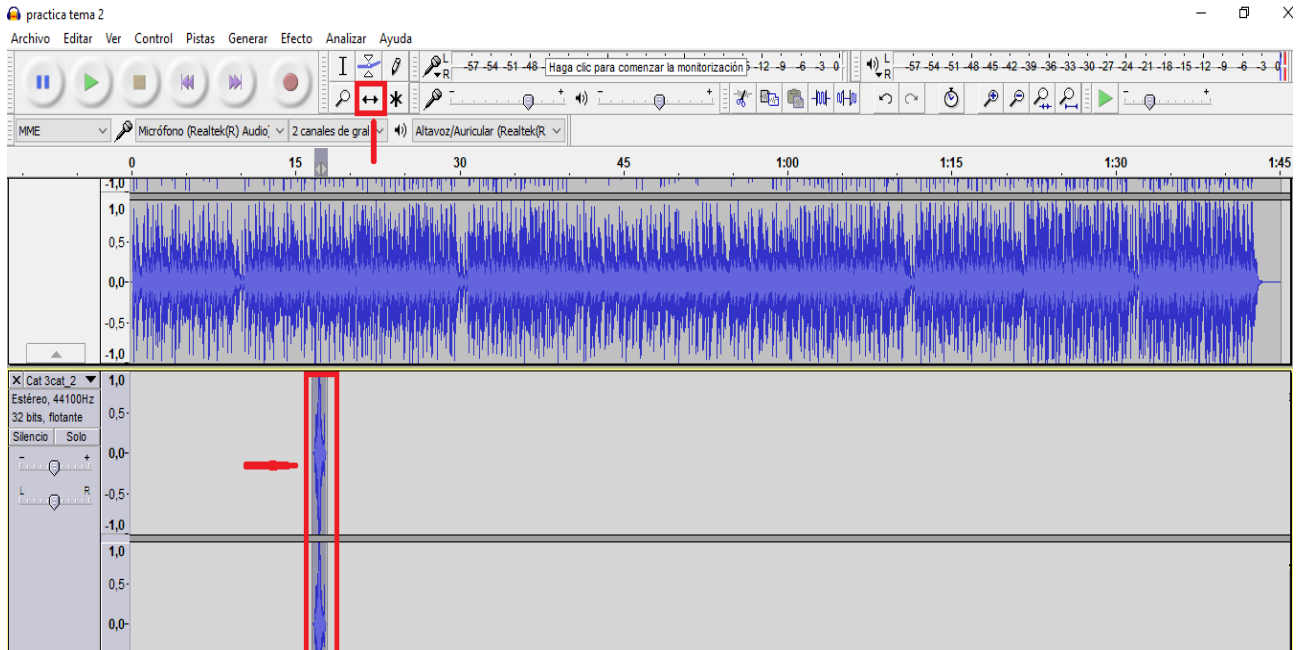 practica tema 2
Archivo Editar Ver Control Pistas Generar Efecto Analizar Ayuda
L R -57 -54 -51 -48 Haga clic para comenzar la monitorización -12 -9 -6 -3 0 L R -57 -54 -51 -48 -45 -42 -39 -36 -33 -30 -27 -24 -21 -18 -15 -12 -9 -6 -3 0
MME Micrófono (Realtek(R) Audio) 2 canales de gral Altavoz/Auricular (Realtek(R
0 15 30 45 1:00 1:15 1:30 1:45
-1,0
1,0
0,5-
0,0-
-0,5-
-1,0
X Cat 3cat_2 1,0
Estéreo, 44100Hz
32 bits, flotante 0,5-
Silencio Solo
- + 0,0-
L R -0,5-
-1,0
1,0
0,5-
0,0-